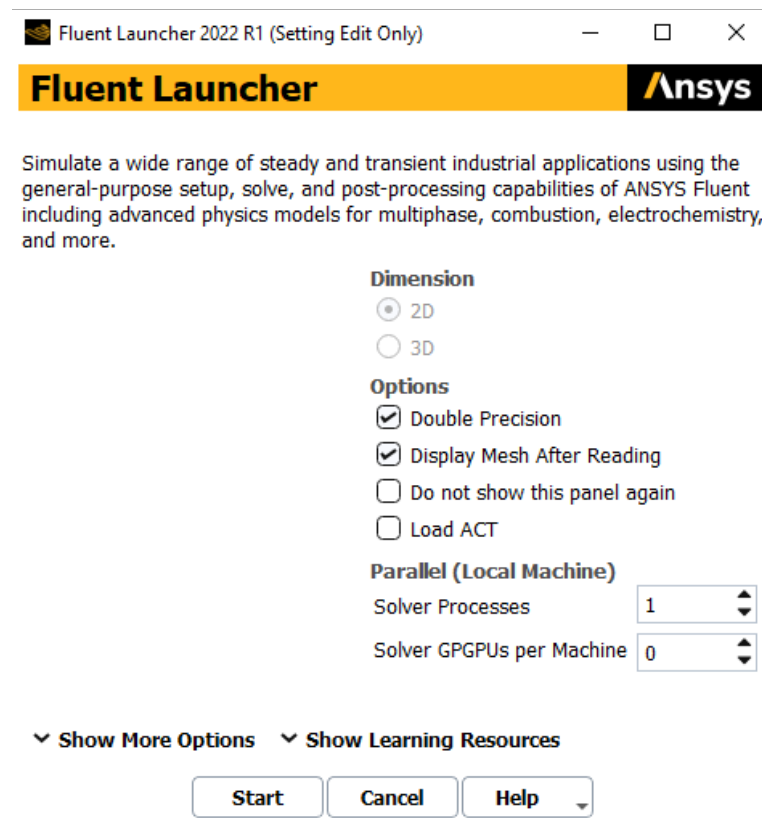 Fluent Launcher 2022 R1 (Setting Edit Only)
Fluent Launcher
Ansys
Simulate a wide range of steady and transient industrial applications using the
general-purpose setup, solve, and post-processing capabilities of ANSYS Fluent
including advanced physics models for multiphase, combustion, electrochemistry,
and more.
Dimension
2D
3D
Options
Double Precision
Display Mesh After Reading
Do not show this panel again
Load ACT
Parallel (Local Machine)
Solver Processes 1
Solver GPGPUs per Machine 0
Show More Options Show Learning Resources
Start Cancel Help